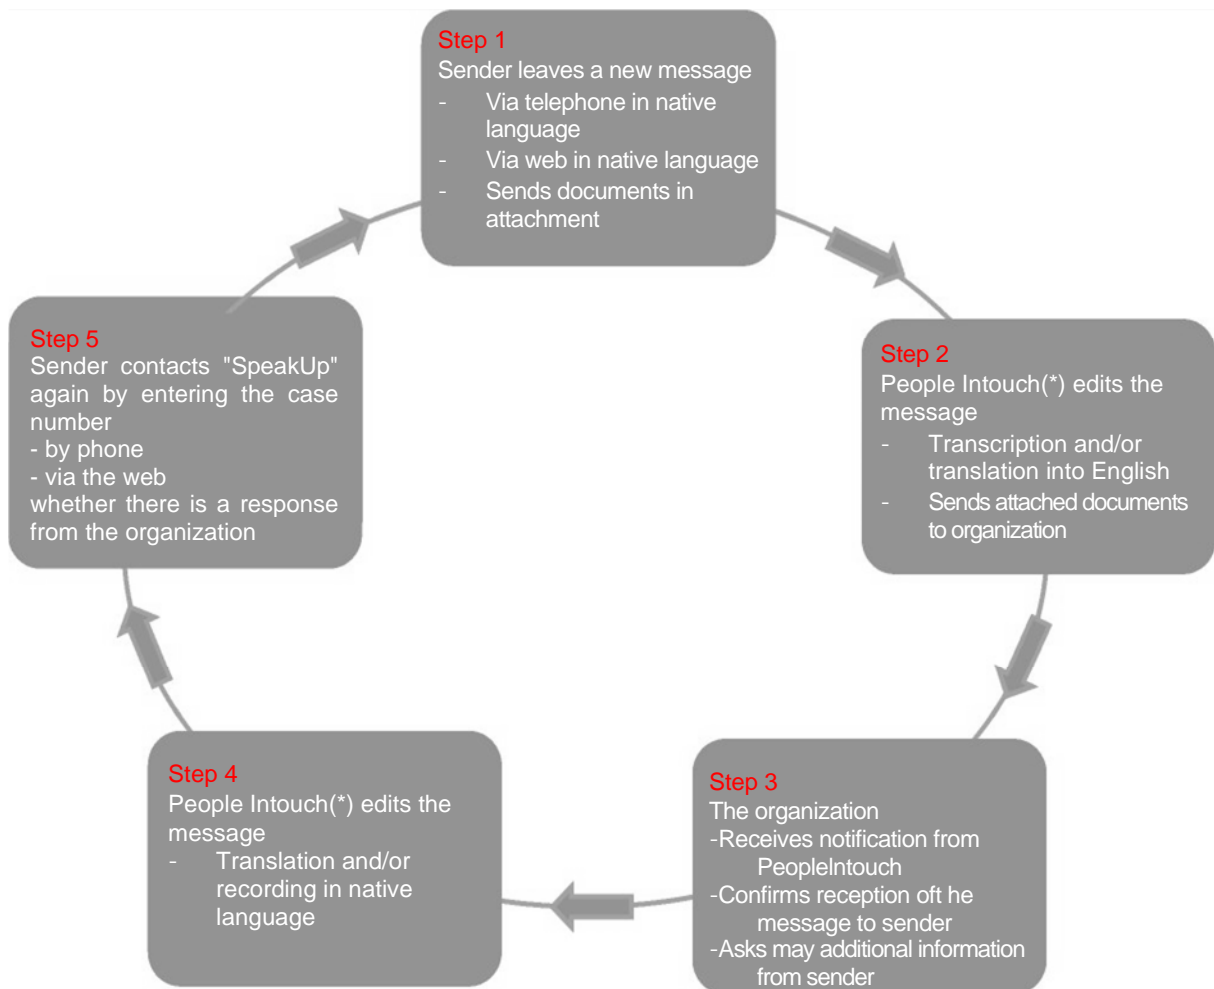 Step 1
Sender leaves a new message
- Via telephone in native
language
- Via web in native language
- Sends documents in
attachment
Step 2
People Intouch(*) edits the
message
- Transcription and/or
translation into English
- Sends attached documents
to organization
Step 3
The organization
-Receives notification from
PeopleIntouch
-Confirms reception oft he
message to sender
-Asks may additional information
from sender
Step 4
People Intouch(*) edits the
message
- Translation and/or
recording in native
language
Step 5
Sender contacts "SpeakUp"
again by entering the case
number
- by phone
- via the web
whether there is a response
from the organization